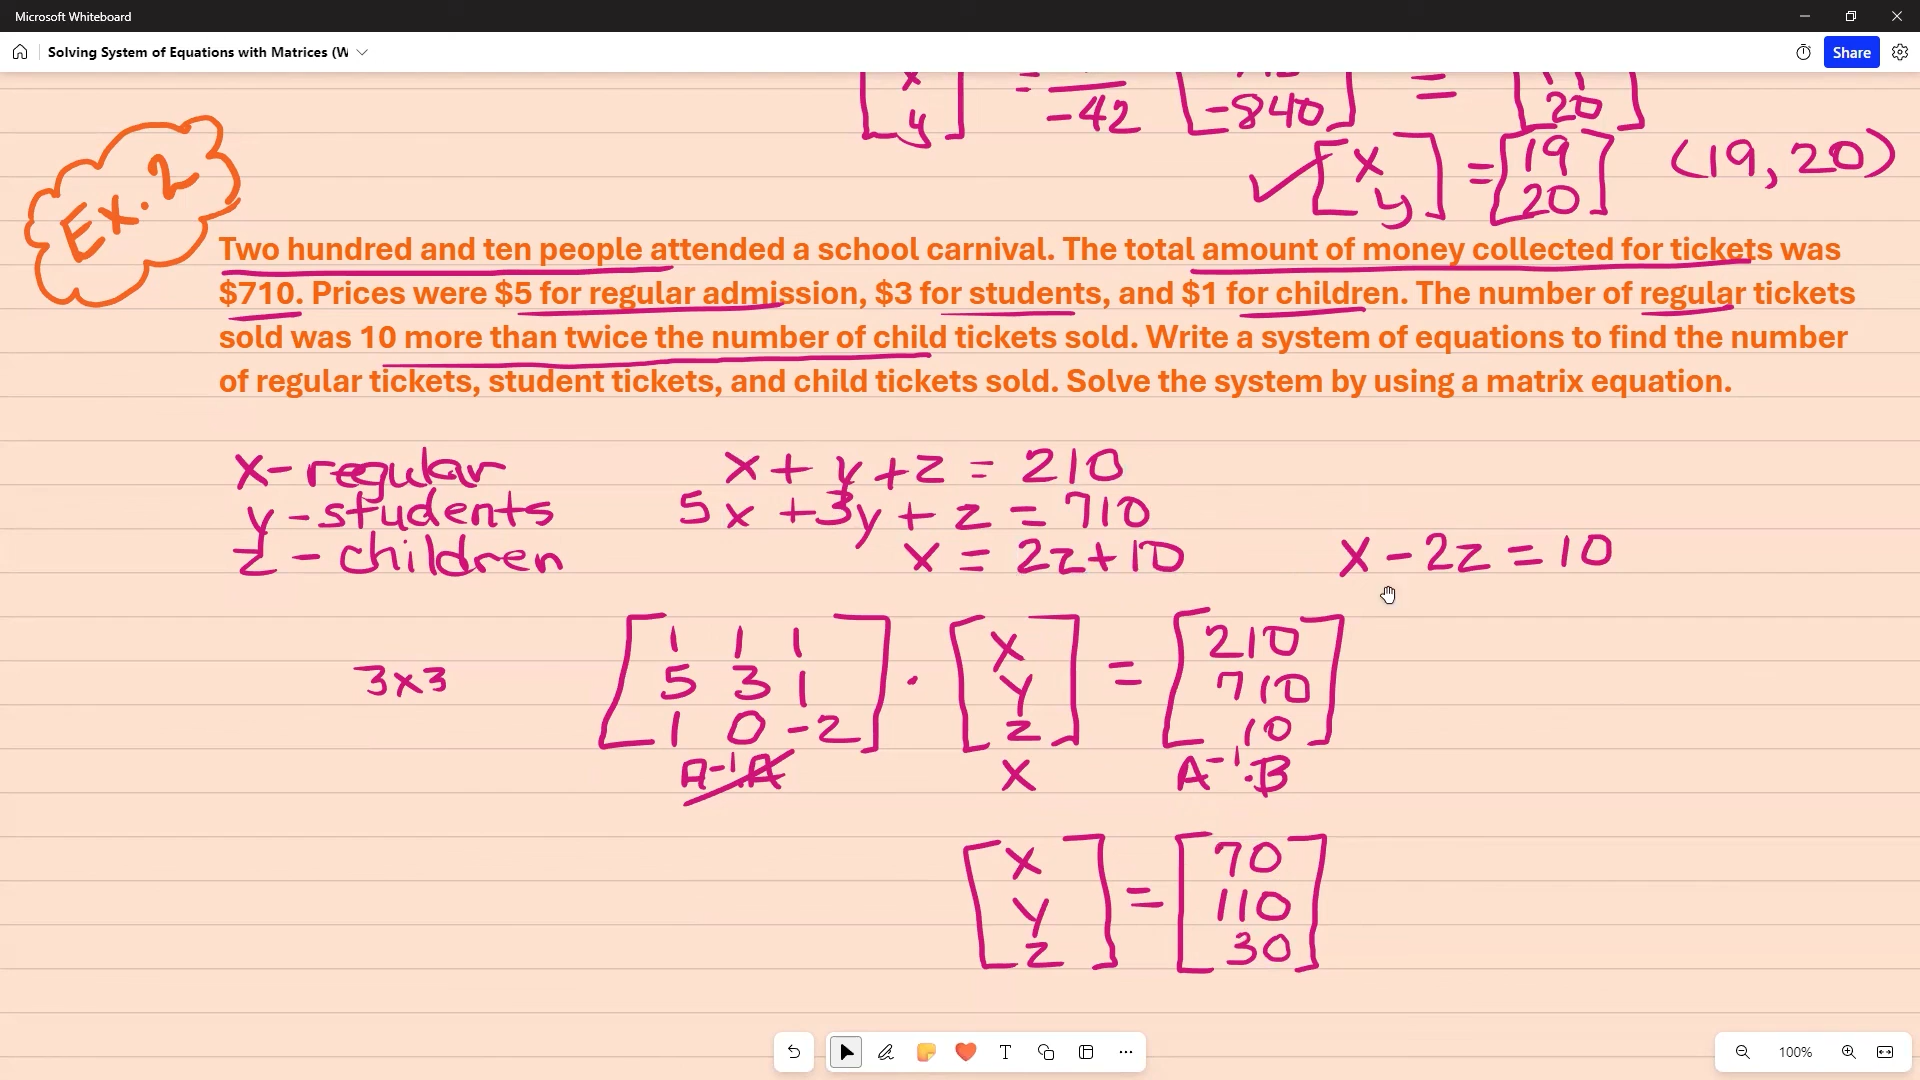 Microsoft Whiteboard
Solving System of Equations with Matrices (W
Share
x
y
=
-42
-840
=
20
x
y
=
19
20
(19, 20)
Ex. 2
Two hundred and ten people attended a school carnival. The total amount of money collected for tickets was
$710. Prices were $5 for regular admission, $3 for students, and $1 for children. The number of regular tickets
sold was 10 more than twice the number of child tickets sold. Write a system of equations to find the number
of regular tickets, student tickets, and child tickets sold. Solve the system by using a matrix equation.
x - regular
y - students
z - children
x + y + z = 210
5x + 3y + z = 710
x = 2z + 10
x - 2z = 10
3x3
1 1 1
5 3 1
1 0 -2
·
x
y
z
=
210
710
10
A⁻¹·A
X
A⁻¹·B
x
y
z
=
70
110
30
100%